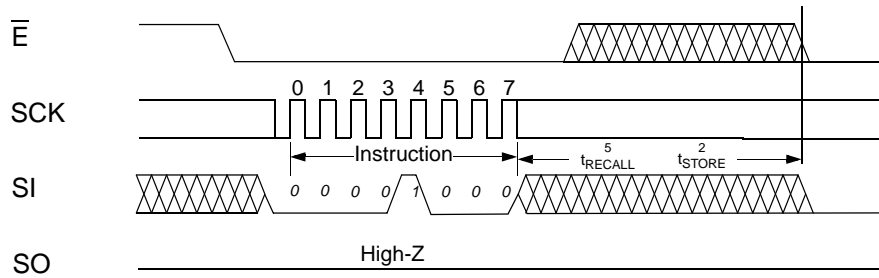 E
SCK
0 1 2 3 4 5 6 7
Instruction
5
tRECALL
2
tSTORE
SI
0 0 0 0 1 0 0 0
SO
High-Z